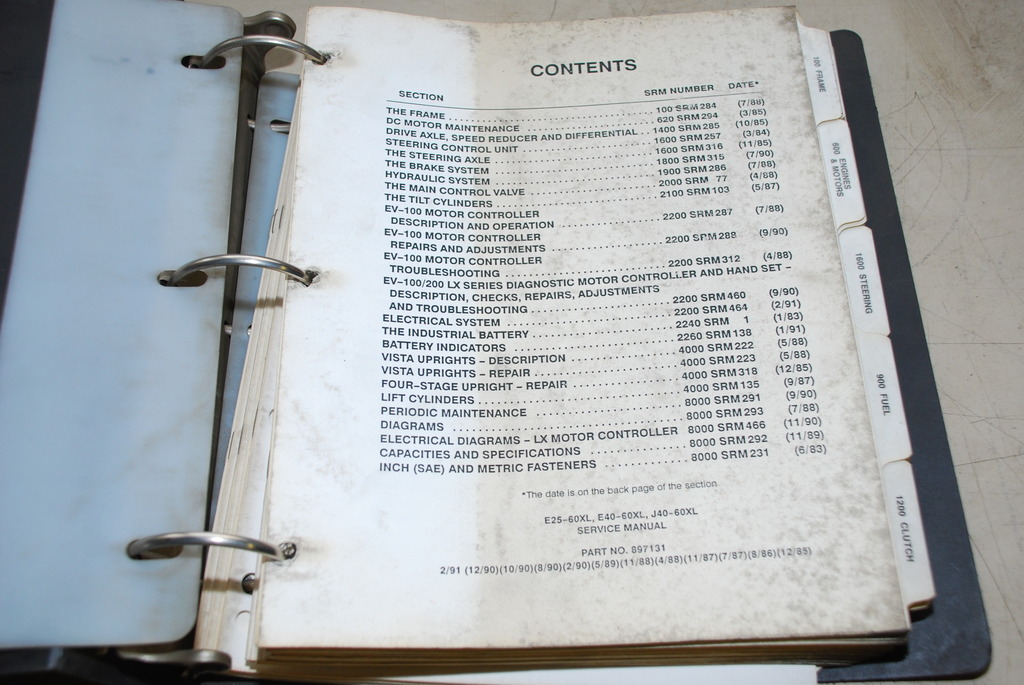 CONTENTS
SECTION SRM NUMBER DATE*
THE FRAME .................... 100 SRM 284 (7/88)
DC MOTOR MAINTENANCE .................... 620 SRM 294 (3/85)
DRIVE AXLE, SPEED REDUCER AND DIFFERENTIAL .... 1400 SRM 285 (10/85)
STEERING CONTROL UNIT .................... 1600 SRM 257 (3/84)
THE STEERING AXLE .................... 1600 SRM 316 (11/85)
THE BRAKE SYSTEM .................... 1800 SRM 315 (7/90)
HYDRAULIC SYSTEM .................... 1900 SRM 286 (7/88)
THE MAIN CONTROL VALVE .................... 2000 SRM 77 (4/88)
THE TILT CYLINDERS .................... 2100 SRM 103 (5/87)
EV-100 MOTOR CONTROLLER
DESCRIPTION AND OPERATION .................... 2200 SRM 287 (7/88)
EV-100 MOTOR CONTROLLER
REPAIRS AND ADJUSTMENTS .................... 2200 SRM 288 (9/90)
EV-100 MOTOR CONTROLLER
TROUBLESHOOTING .................... 2200 SRM 312 (4/88)
EV-100/200 LX SERIES DIAGNOSTIC MOTOR CONTROLLER AND HAND SET –
DESCRIPTION, CHECKS, REPAIRS, ADJUSTMENTS
AND TROUBLESHOOTING .................... 2200 SRM 460 (9/90)
ELECTRICAL SYSTEM .................... 2200 SRM 464 (2/91)
THE INDUSTRIAL BATTERY .................... 2240 SRM 1 (1/83)
BATTERY INDICATORS .................... 2260 SRM 138 (1/91)
VISTA UPRIGHTS – DESCRIPTION .................... 4000 SRM 222 (5/88)
VISTA UPRIGHTS – REPAIR .................... 4000 SRM 223 (5/88)
FOUR-STAGE UPRIGHT – REPAIR .................... 4000 SRM 318 (12/85)
LIFT CYLINDERS .................... 4000 SRM 135 (9/87)
PERIODIC MAINTENANCE .................... 8000 SRM 291 (9/90)
DIAGRAMS .................... 8000 SRM 293 (7/88)
ELECTRICAL DIAGRAMS – LX MOTOR CONTROLLER 8000 SRM 466 (11/90)
CAPACITIES AND SPECIFICATIONS .................... 8000 SRM 292 (11/89)
INCH (SAE) AND METRIC FASTENERS .................... 8000 SRM 231 (6/83)
*The date is on the back page of the section
E25-60XL, E40-60XL, J40-60XL
SERVICE MANUAL
PART NO. 897131
2/91 (12/90)(10/90)(8/90)(2/90)(5/89)(11/88)(4/88)(11/87)(7/87)(8/86)(12/85)
100 FRAME
600 ENGINES
& MOTORS
1600 STEERING
900 FUEL
1200 CLUTCH